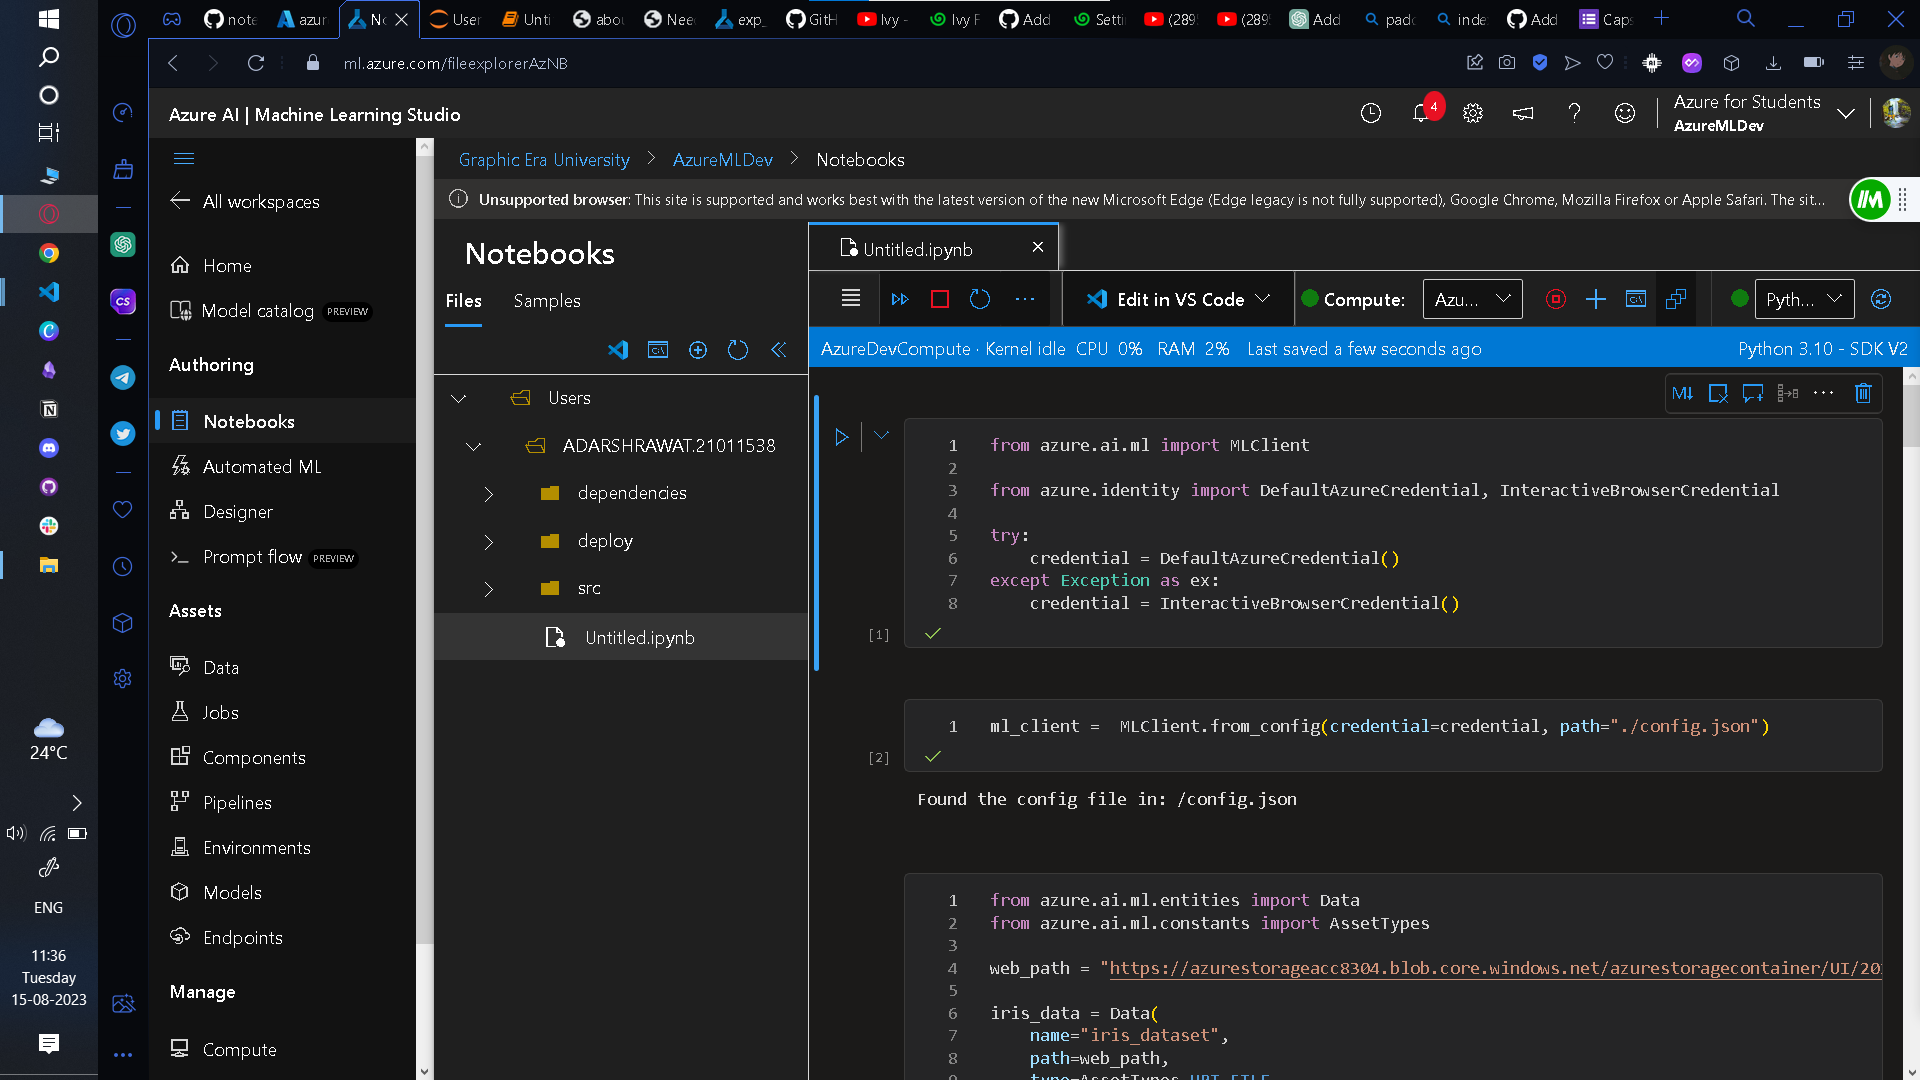 note
azur
No
User
Unti
abou
Nee
exp_
GitH
Ivy -
Ivy F
Add
Setti
(289
(289
Add
pad
inde
Add
Caps
ml.azure.com/fileexplorerAzNB
Azure AI | Machine Learning Studio
4
Azure for Students
AzureMLDev
All workspaces
Home
Model catalog PREVIEW
Authoring
Notebooks
Automated ML
Designer
Prompt flow PREVIEW
Assets
Data
Jobs
Components
Pipelines
Environments
Models
Endpoints
Manage
Compute
Graphic Era University > AzureMLDev > Notebooks
Unsupported browser: This site is supported and works best with the latest version of the new Microsoft Edge (Edge legacy is not fully supported), Google Chrome, Mozilla Firefox or Apple Safari. The sit...
Notebooks
Files Samples
Users
ADARSHRAWAT.21011538
dependencies
deploy
src
Untitled.ipynb
Untitled.ipynb
Edit in VS Code
Compute:
Azu...
Pyth...
AzureDevCompute · Kernel idle CPU 0% RAM 2% Last saved a few seconds ago
Python 3.10 - SDK V2
M↓
1 from azure.ai.ml import MLClient
2
3 from azure.identity import DefaultAzureCredential, InteractiveBrowserCredential
4
5 try:
6 credential = DefaultAzureCredential()
7 except Exception as ex:
8 credential = InteractiveBrowserCredential()
[1]
1 ml_client = MLClient.from_config(credential=credential, path="./config.json")
[2]
Found the config file in: /config.json
1 from azure.ai.ml.entities import Data
2 from azure.ai.ml.constants import AssetTypes
3
4 web_path = "https://azurestorageacc8304.blob.core.windows.net/azurestoragecontainer/UI/20
5
6 iris_data = Data(
7 name="iris_dataset",
8 path=web_path,
9 type=AssetTypes.URI_FILE
CS
24°C
ENG
11:36
Tuesday
15-08-2023